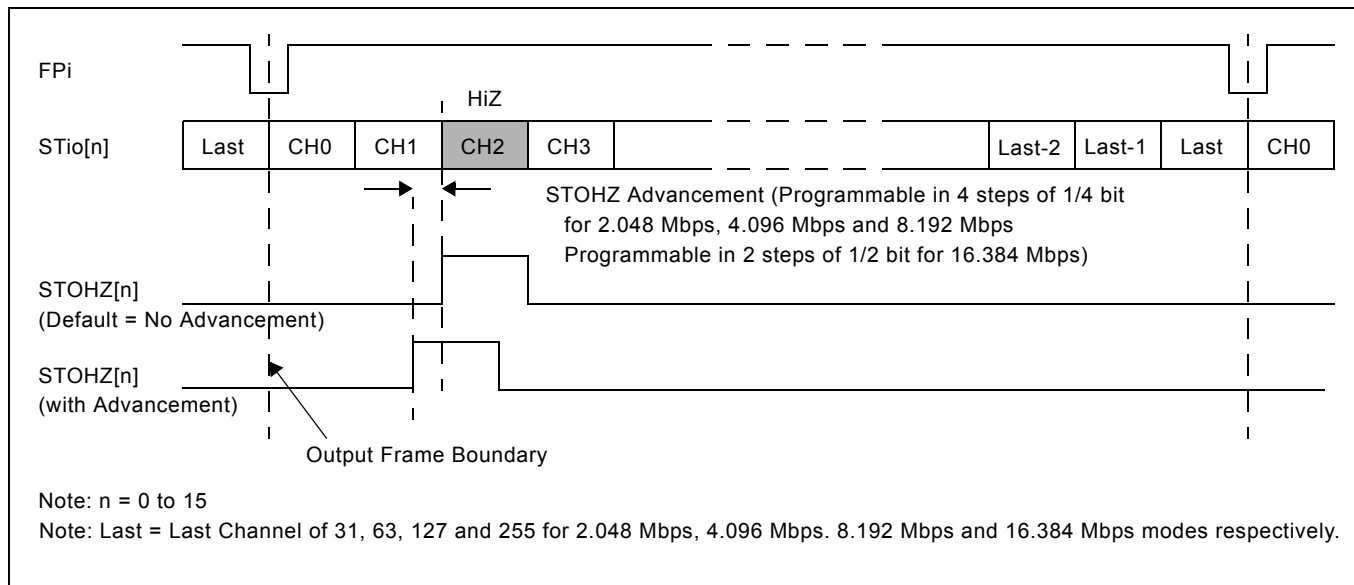 FPi
HiZ
STio[n]
Last CH0 CH1 CH2 CH3 Last-2 Last-1 Last CH0
STOHZ Advancement (Programmable in 4 steps of 1/4 bit
for 2.048 Mbps, 4.096 Mbps and 8.192 Mbps
Programmable in 2 steps of 1/2 bit for 16.384 Mbps)
STOHZ[n]
(Default = No Advancement)
STOHZ[n]
(with Advancement)
Output Frame Boundary
Note: n = 0 to 15
Note: Last = Last Channel of 31, 63, 127 and 255 for 2.048 Mbps, 4.096 Mbps. 8.192 Mbps and 16.384 Mbps modes respectively.